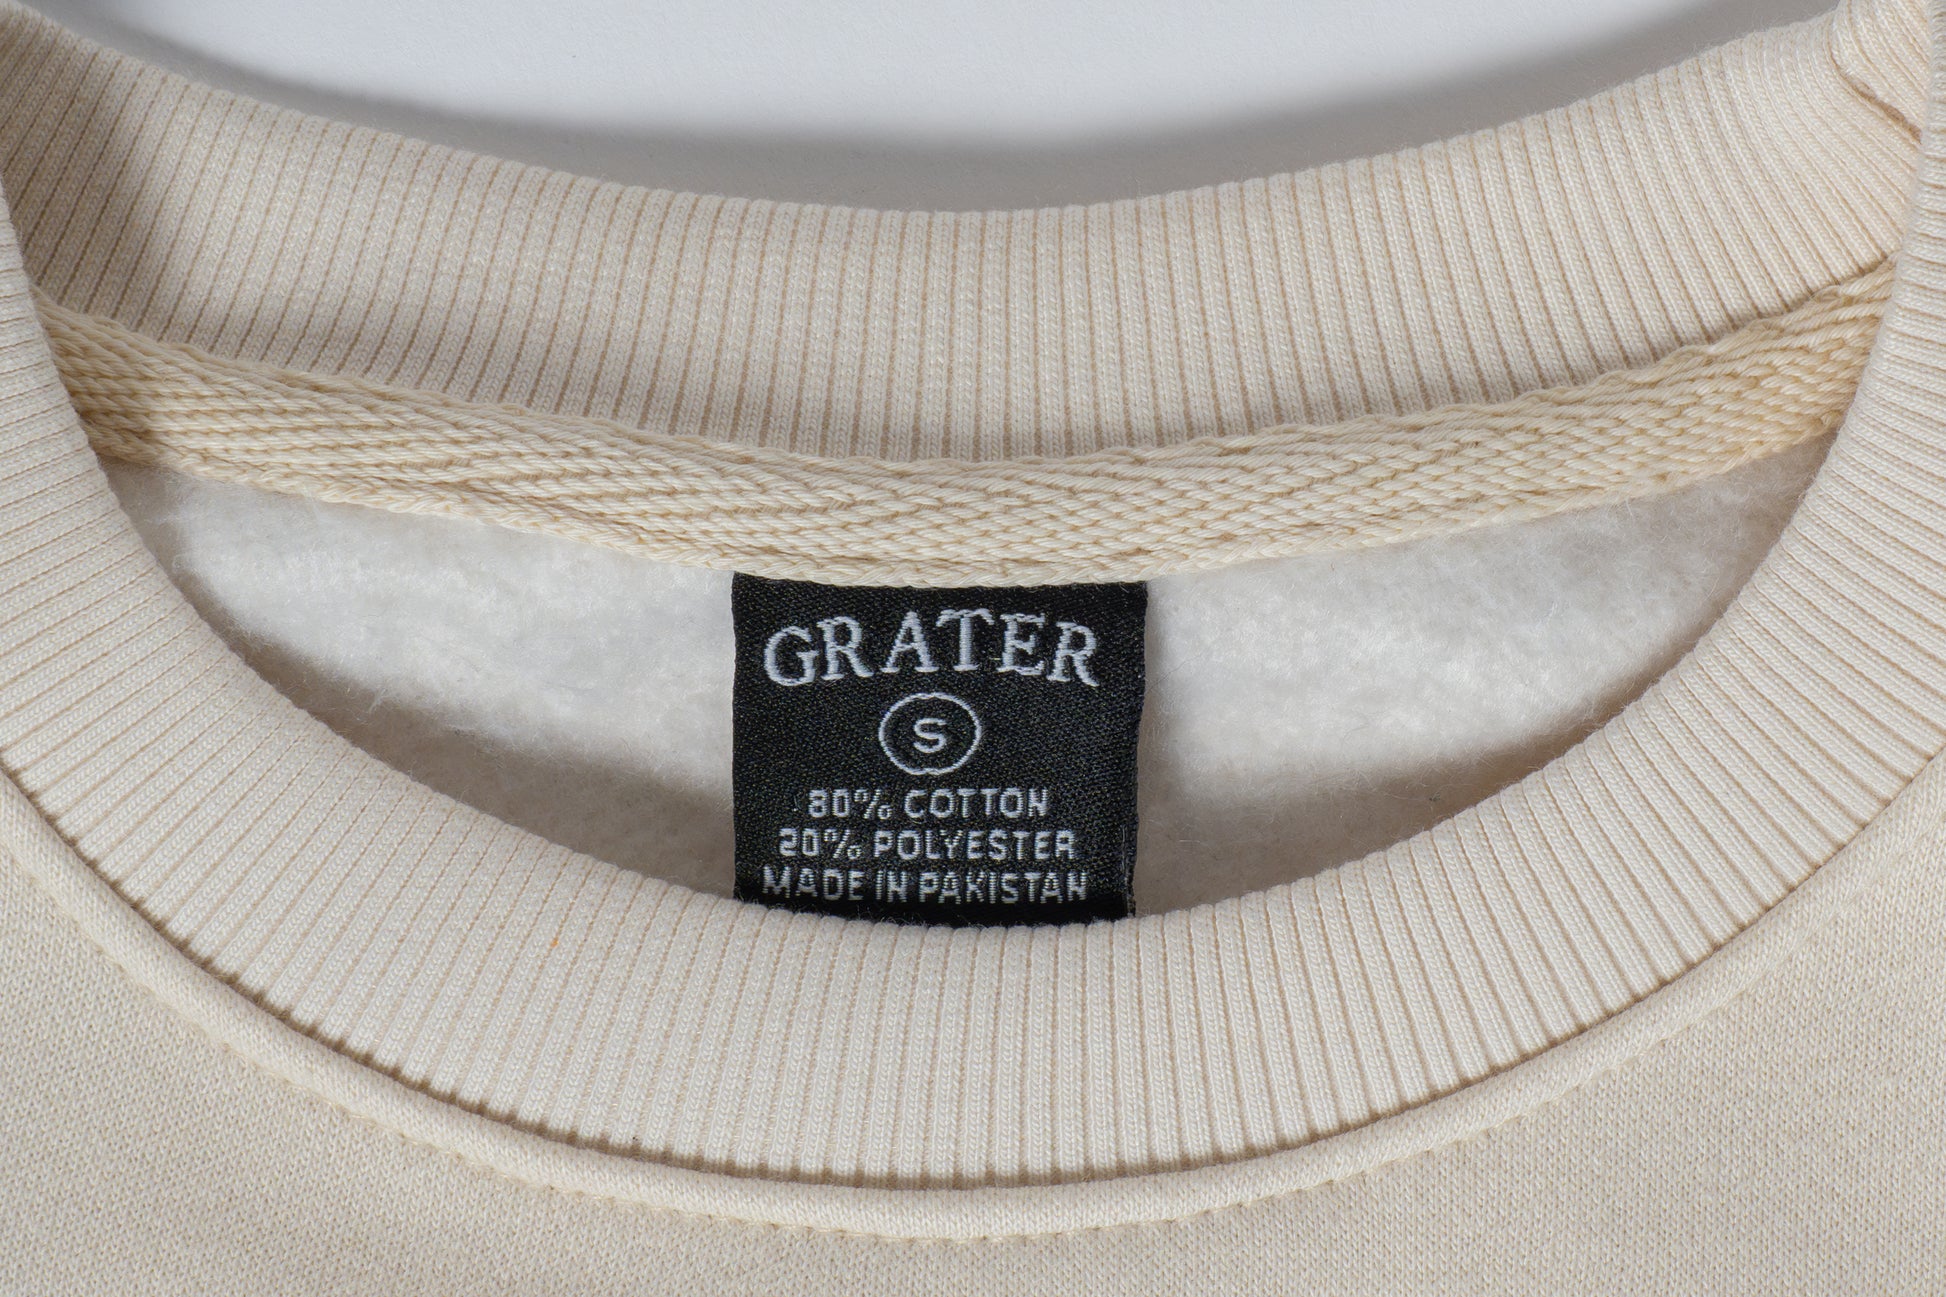 GRATER
S
80% COTTON
20% POLYESTER
MADE IN PAKISTAN